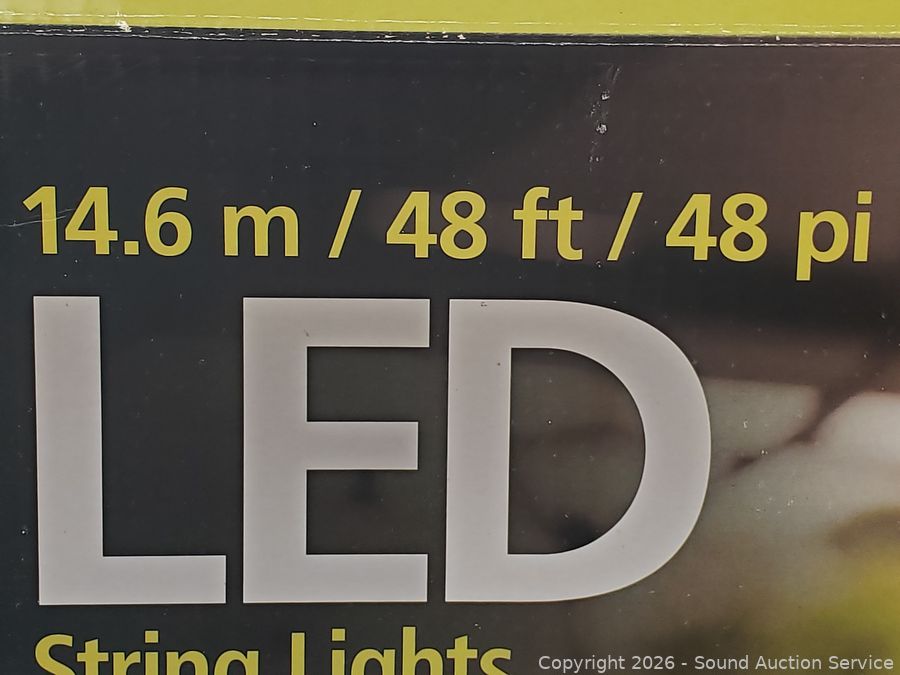 14.6 m / 48 ft / 48 pi
LED
String Lights
Copyright 2026 - Sound Auction Service